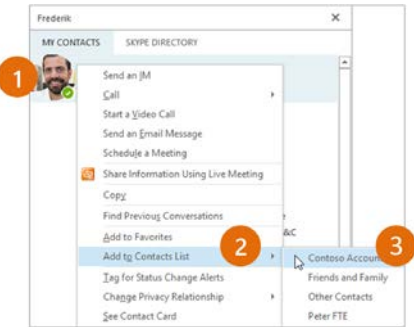 Frederik
MY CONTACTS SKYPE DIRECTORY
1
Send an IM
Call
Start a Video Call
Send an Email Message
Schedule a Meeting
Share Information Using Live Meeting
Copy
Find Previous Conversations
Add to Favorites
2
&C
Add to Contacts List
3
Contoso Accou
Tag for Status Change Alerts
Friends and Family
Change Privacy Relationship
Other Contacts
See Contact Card
Peter FTE